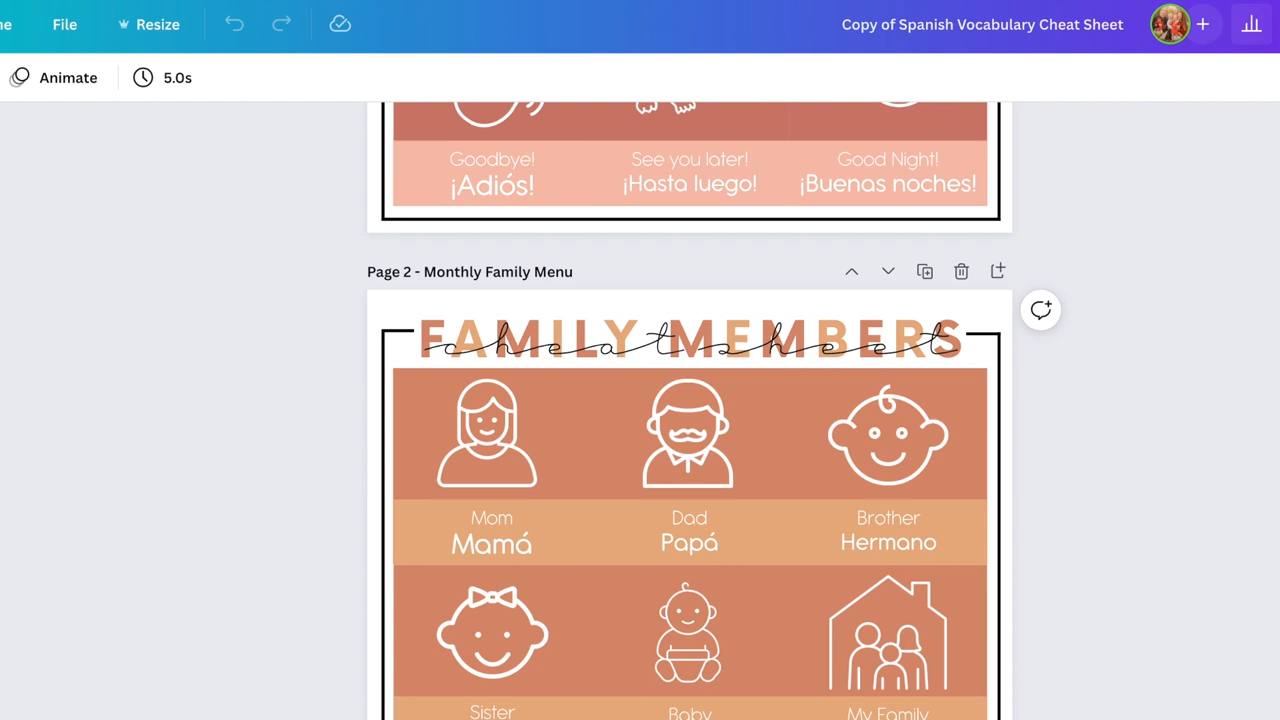 File
Resize
Copy of Spanish Vocabulary Cheat Sheet
Animate
5.0s
Goodbye!
See you later!
Good Night!
¡Adiós!
¡Hasta luego!
¡Buenas noches!
Page 2 - Monthly Family Menu
FAMILY MEMBERS
cheat sheet
Mom
Dad
Brother
Mamá
Papá
Hermano
Sister
Baby
My Family